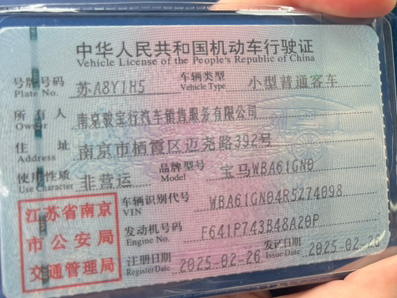 中华人民共和国机动车行驶证
Vehicle License of the People's Republic of China
号牌号码 苏A8Y1H5 车辆类型 小型普通客车
Plate No. Vehicle Type
所有人 南京骏宝行汽车销售服务有限公司
Owner
住址 南京市栖霞区迈尧路392号
Address
使用性质 非营运 品牌型号 宝马WBA61GN0
Use Character Model
江苏省南京
市公安局
交通管理局
车辆识别代号 WBA61GN04R5274098
VIN
发动机号码 F641P743B48A20P
Engine No.
注册日期 2025-02-26 发证日期 2025-02-26
Register Date Issue Date